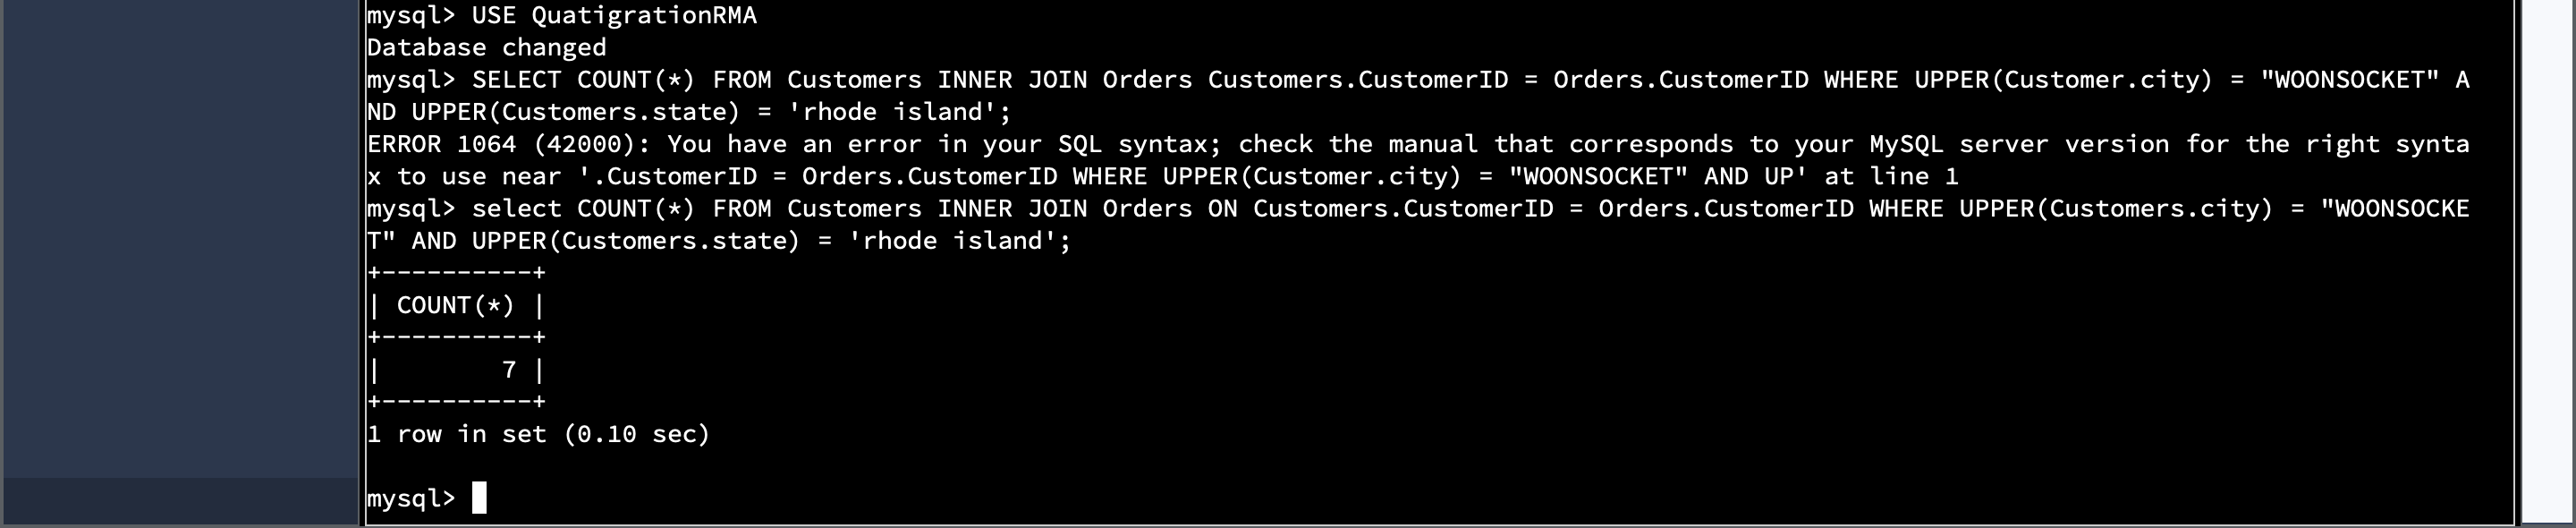 mysql> USE QuatigrationRMA
Database changed
mysql> SELECT COUNT(*) FROM Customers INNER JOIN Orders Customers.CustomerID = Orders.CustomerID WHERE UPPER(Customer.city) = "WOONSOCKET" A
ND UPPER(Customers.state) = 'rhode island';
ERROR 1064 (42000): You have an error in your SQL syntax; check the manual that corresponds to your MySQL server version for the right synta
x to use near '.CustomerID = Orders.CustomerID WHERE UPPER(Customer.city) = "WOONSOCKET" AND UP' at line 1
mysql> select COUNT(*) FROM Customers INNER JOIN Orders ON Customers.CustomerID = Orders.CustomerID WHERE UPPER(Customers.city) = "WOONSOCKE
T" AND UPPER(Customers.state) = 'rhode island';
+----------+
| COUNT(*) |
+----------+
|        7 |
+----------+
1 row in set (0.10 sec)
mysql>